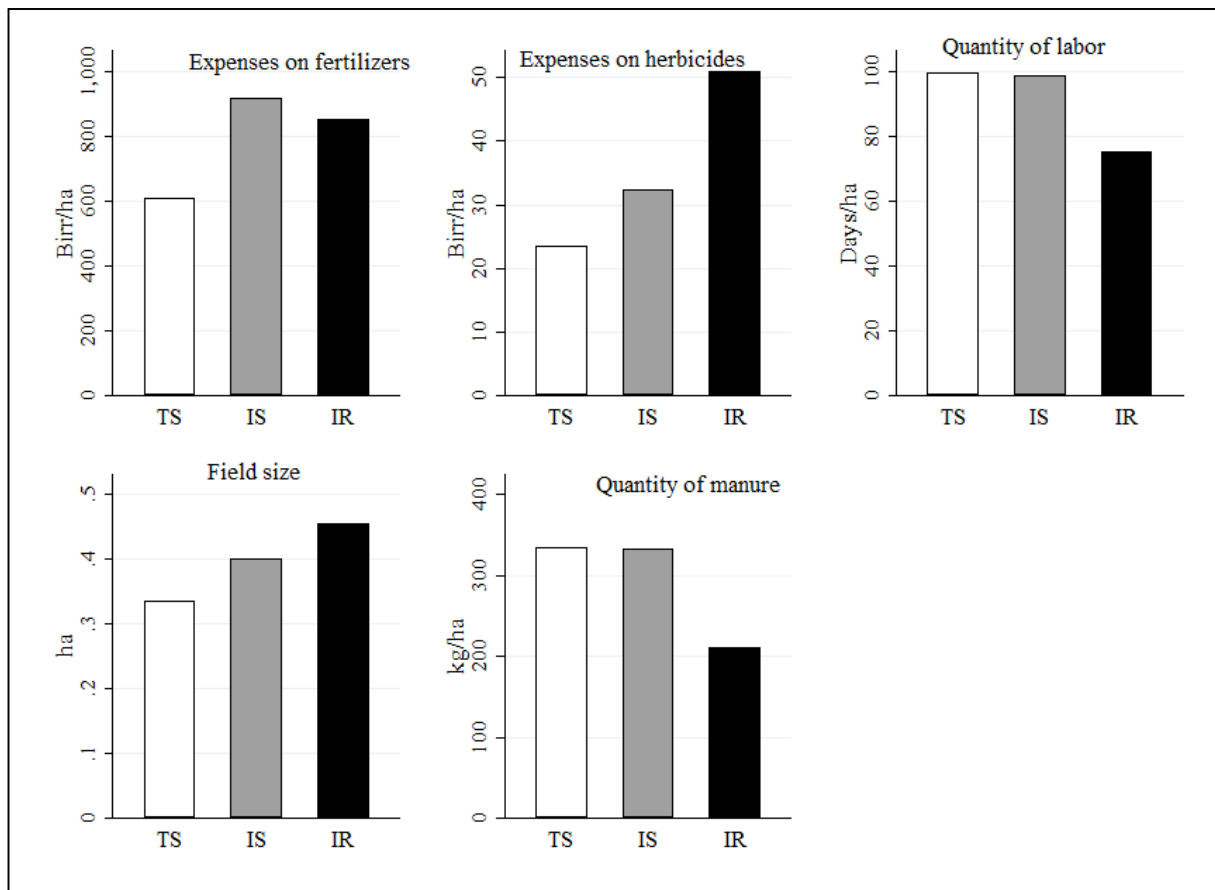 Expenses on fertilizers
Birr/ha
0 200 400 600 800 1,000
TS IS IR
Expenses on herbicides
Birr/ha
0 10 20 30 40 50
TS IS IR
Quantity of labor
Days/ha
0 20 40 60 80 100
TS IS IR
Field size
ha
0 .1 .2 .3 .4 .5
TS IS IR
Quantity of manure
kg/ha
0 100 200 300 400
TS IS IR